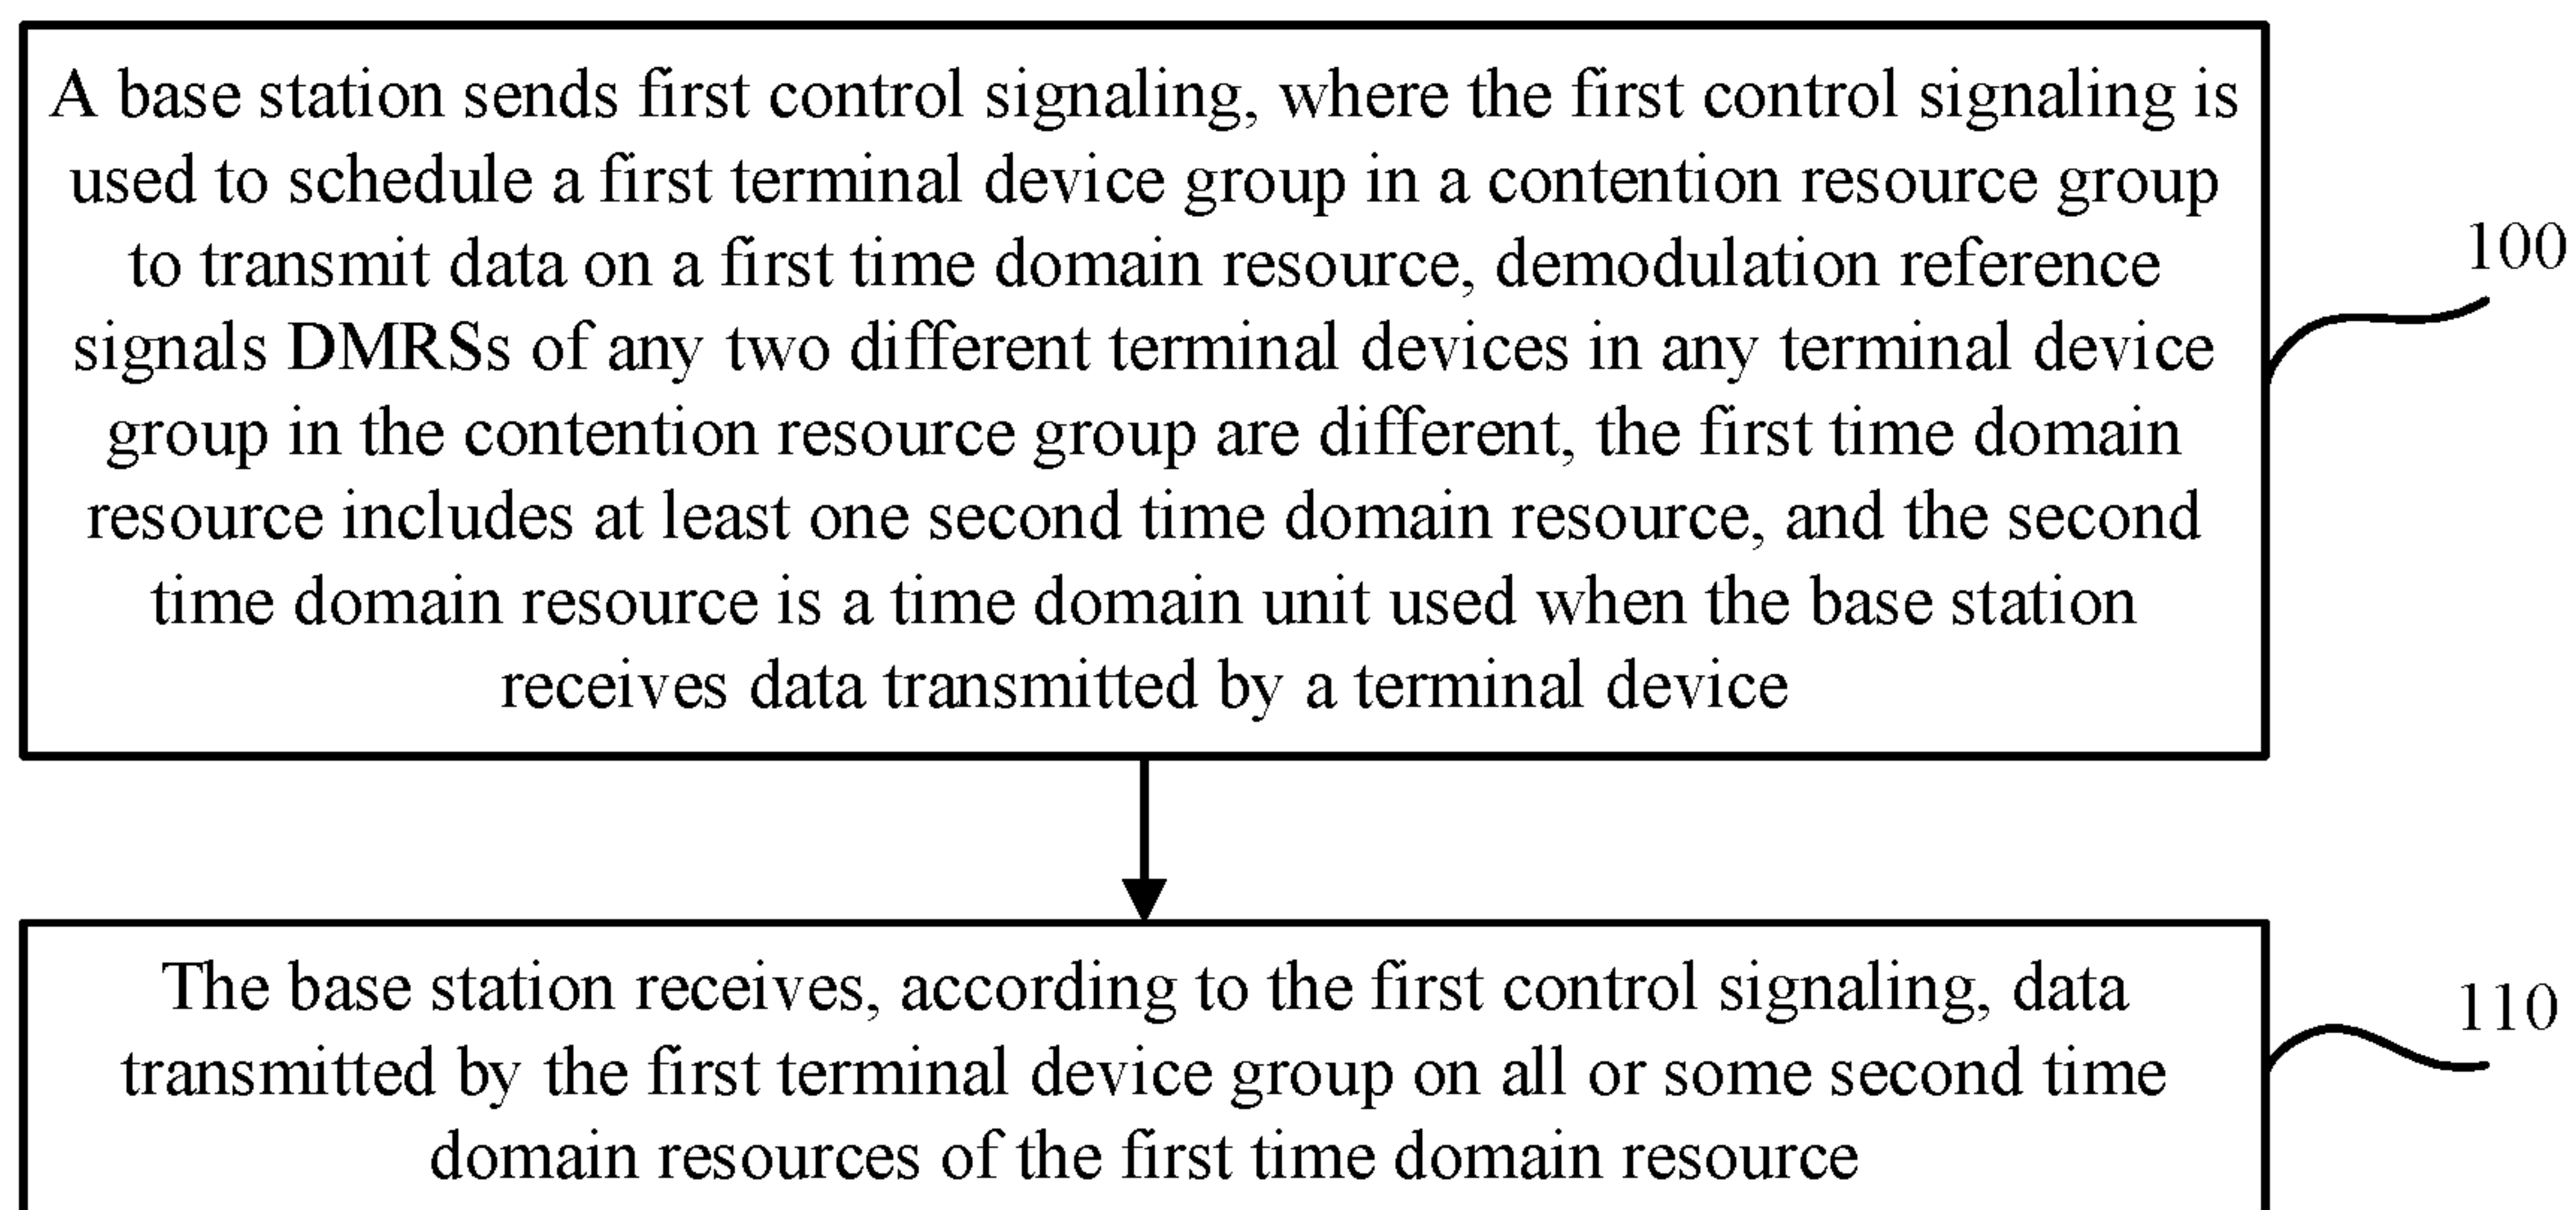 A base station sends first control signaling, where the first control signaling is
used to schedule a first terminal device group in a contention resource group
to transmit data on a first time domain resource, demodulation reference
signals DMRSs of any two different terminal devices in any terminal device
group in the contention resource group are different, the first time domain
resource includes at least one second time domain resource, and the second
time domain resource is a time domain unit used when the base station
receives data transmitted by a terminal device
100
The base station receives, according to the first control signaling, data
transmitted by the first terminal device group on all or some second time
domain resources of the first time domain resource
110